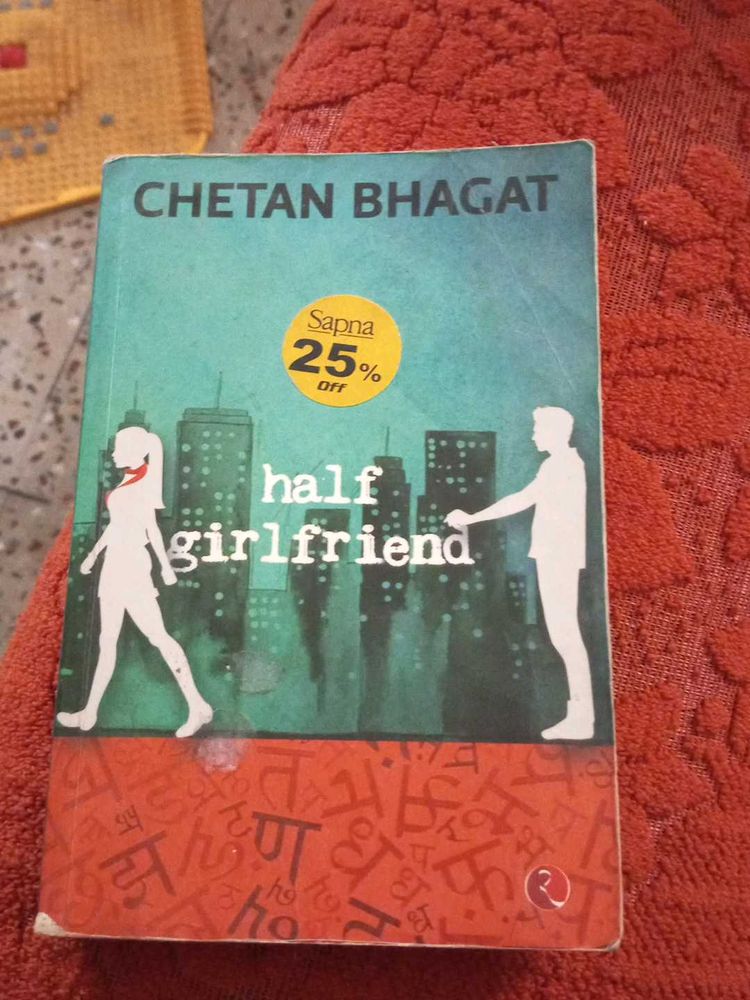 CHETAN BHAGAT
Sapna
25%
Off
half
girlfriend
ण
ध